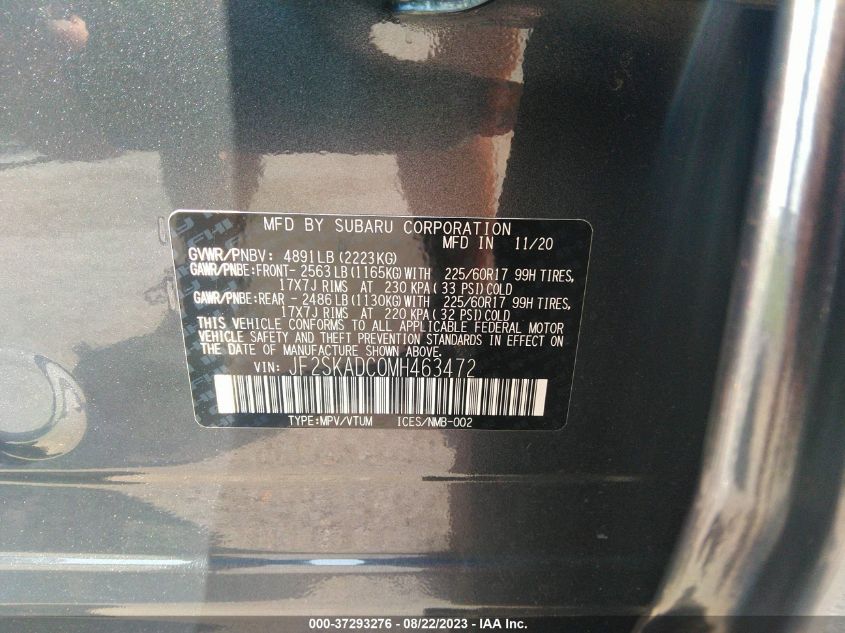 MFD BY SUBARU CORPORATION
MFD IN 11/20
GVWR/PNBV: 4891LB (2223KG)
GAWR/PNBE:FRONT- 2563 LB (1165KG) WITH 225/60R17 99H TIRES,
17X7J RIMS AT 230 KPA (33 PSI) COLD
GAWR/PNBE:REAR - 2486 LB (1130KG) WITH 225/60R17 99H TIRES,
17X7J RIMS AT 220 KPA (32 PSI) COLD
THIS VEHICLE CONFORMS TO ALL APPLICABLE FEDERAL MOTOR
VEHICLE SAFETY AND THEFT PREVENTION STANDARDS IN EFFECT ON
THE DATE OF MANUFACTURE SHOWN ABOVE.
VIN: JF2SKADC0MH463472
TYPE:MPV/VTUM ICES/NMB-002
000-37293276 - 08/22/2023 - IAA Inc.